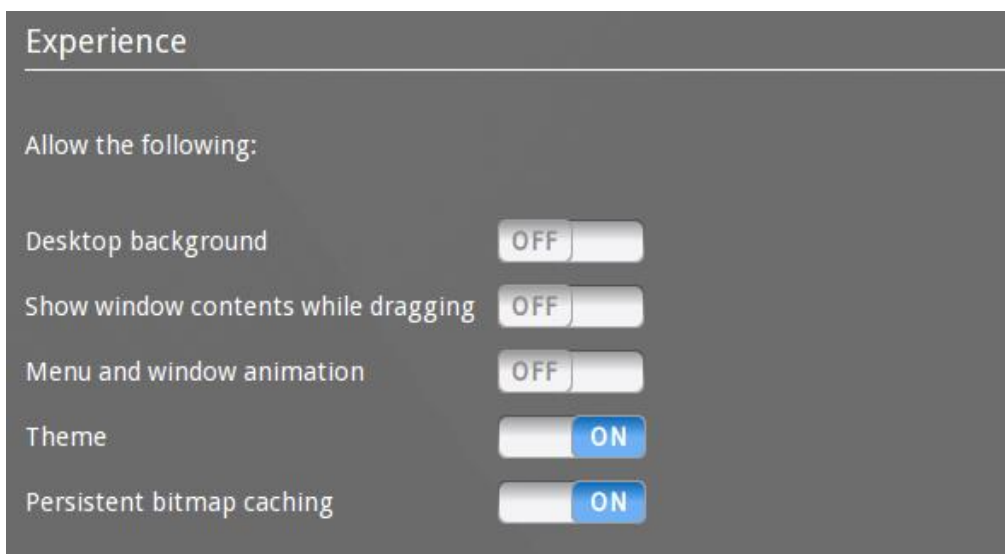 Experience
Allow the following:
Desktop background OFF
Show window contents while dragging OFF
Menu and window animation OFF
Theme ON
Persistent bitmap caching ON